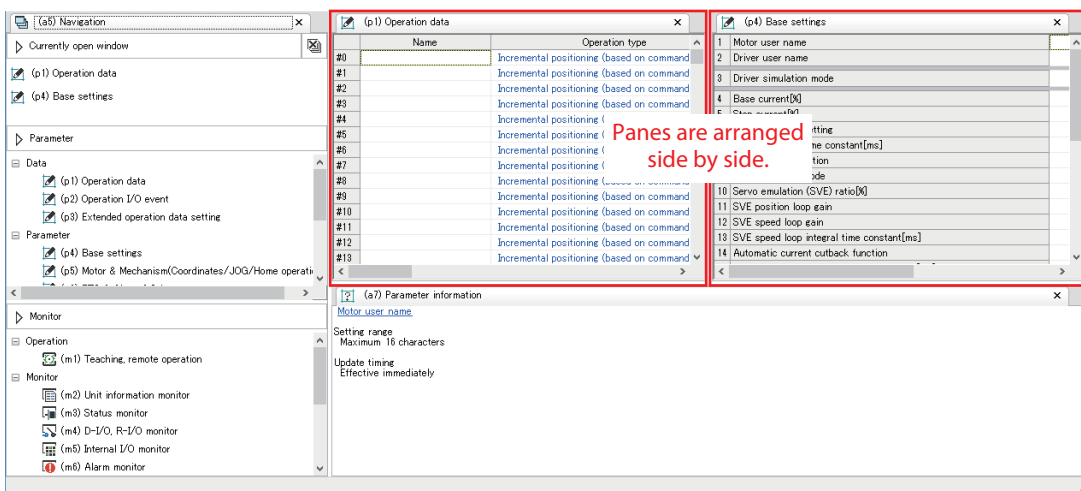 (a5) Navigation
Currently open window
(p1) Operation data
(p4) Base settings
Parameter
Data
(p1) Operation data
(p2) Operation I/O event
(p3) Extended operation data setting
Parameter
(p4) Base settings
(p5) Motor & Mechanism(Coordinates/JOG/Home operati
Monitor
Operation
(m1) Teaching, remote operation
Monitor
(m2) Unit information monitor
(m3) Status monitor
(m4) D-I/O, R-I/O monitor
(m5) Internal I/O monitor
(m6) Alarm monitor
(p1) Operation data
Name Operation type
#0 Incremental positioning (based on command
#1 Incremental positioning (based on command
#2 Incremental positioning (based on command
#3 Incremental positioning (based on command
#4 Incremental positioning (
#5 Incremental positioning (
#6 Incremental positioning (
#7 Incremental positioning (
#8 Incremental positioning
#9 Incremental positioning (based on command
#10 Incremental positioning (based on command
#11 Incremental positioning (based on command
#12 Incremental positioning (based on command
#13 Incremental positioning (based on command
Panes are arranged
side by side.
(p4) Base settings
1 Motor user name
2 Driver user name
3 Driver simulation mode
4 Base current[%]
tting
me constant[ms]
tion
ode
10 Servo emulation (SVE) ratio[%]
11 SVE position loop gain
12 SVE speed loop gain
13 SVE speed loop integral time constant[ms]
14 Automatic current cutback function
(a7) Parameter information
Motor user name
Setting range
Maximum 16 characters
Update timing
Effective immediately